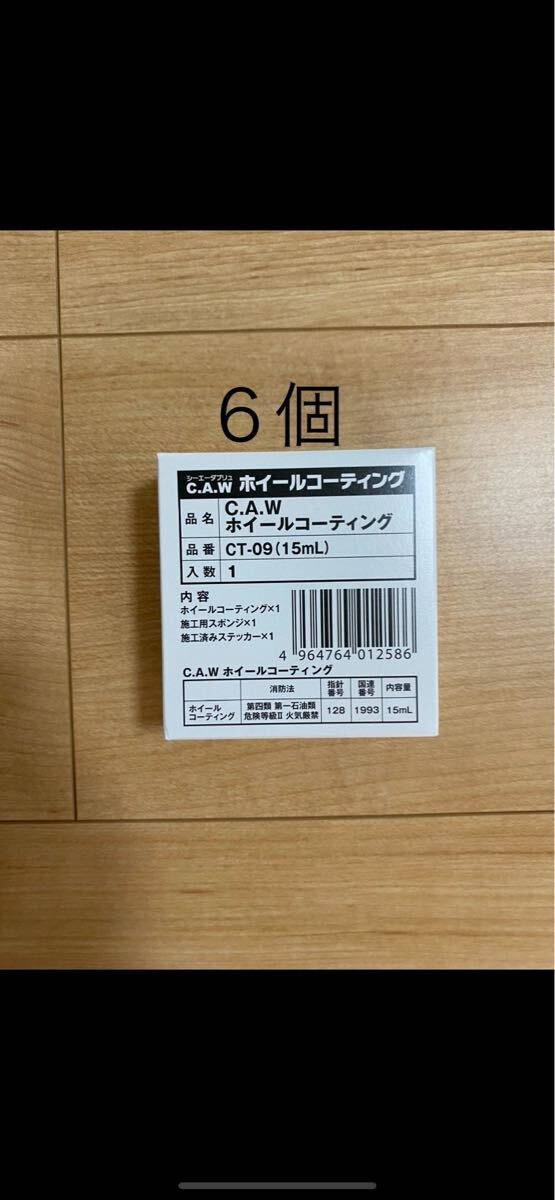 6個
シーエーダブリュ
C.A.W ホイールコーティング
品名 C.A.W
ホイールコーティング
品番 CT-09(15mL)
入数 1
内容
ホイールコーティング×1
施工用スポンジ×1
施工済みステッカー×1
4 964764 012586
C.A.W ホイールコーティング
消防法 指針番号 国連番号 内容量
ホイールコーティング 第四類 第一石油類 危険等級Ⅱ 火気厳禁 128 1993 15mL